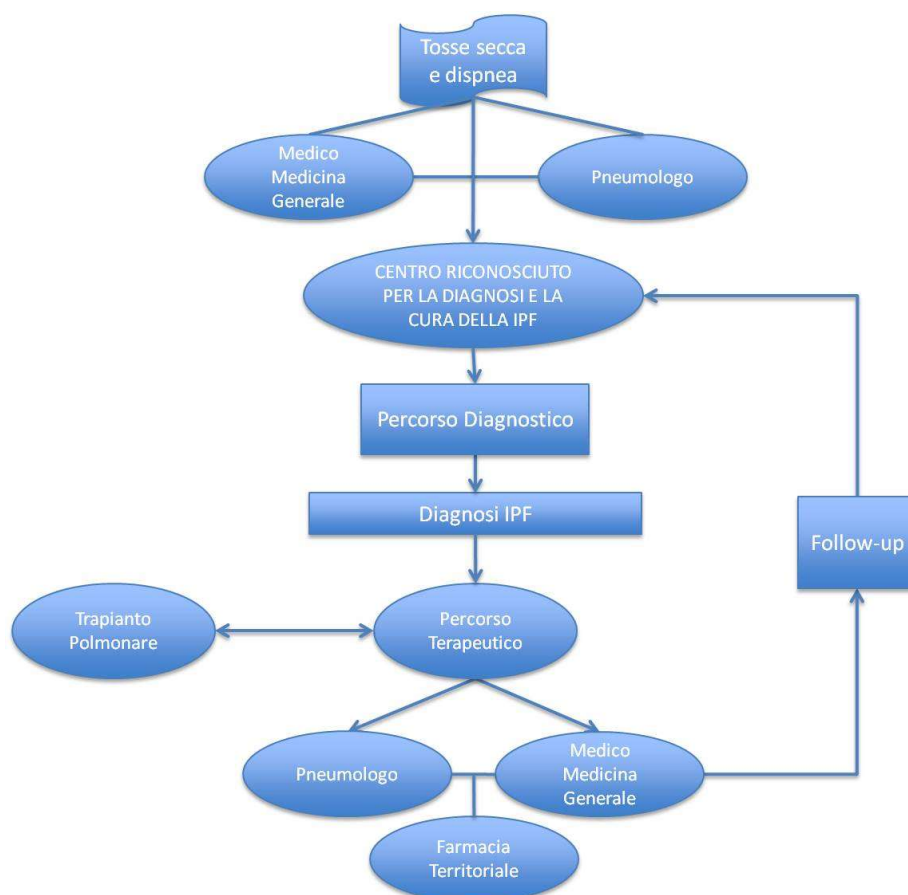 Tosse secca
e dispnea
Medico
Medicina
Generale
Pneumologo
CENTRO RICONOSCIUTO
PER LA DIAGNOSI E LA
CURA DELLA IPF
Percorso Diagnostico
Diagnosi IPF
Follow-up
Trapianto
Polmonare
Percorso
Terapeutico
Pneumologo
Medico
Medicina
Generale
Farmacia
Territoriale